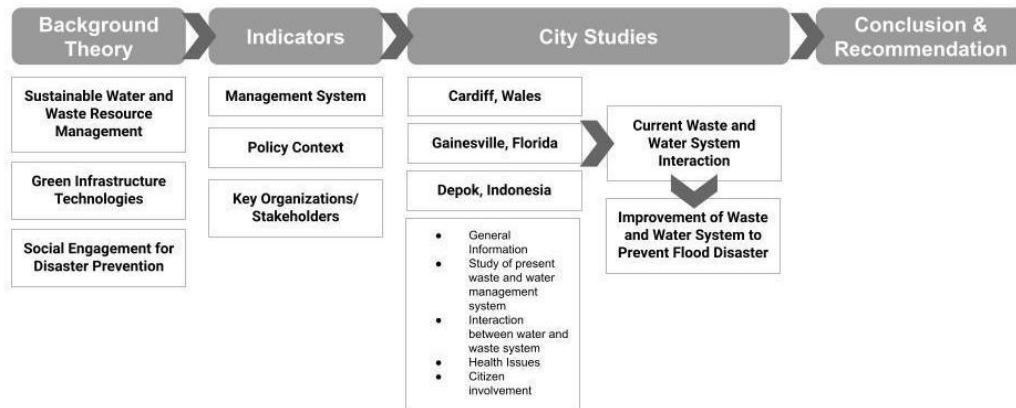 Background
Theory
Indicators
City Studies
Conclusion &
Recommendation
Sustainable Water and
Waste Resource
Management
Green Infrastructure
Technologies
Social Engagement for
Disaster Prevention
Management System
Policy Context
Key Organizations/
Stakeholders
Cardiff, Wales
Gainesville, Florida
Depok, Indonesia
● General
Information
● Study of present
waste and water
management
system
● Interaction
between water and
waste system
● Health Issues
● Citizen
involvement
Current Waste and
Water System
Interaction
Improvement of Waste
and Water System to
Prevent Flood Disaster